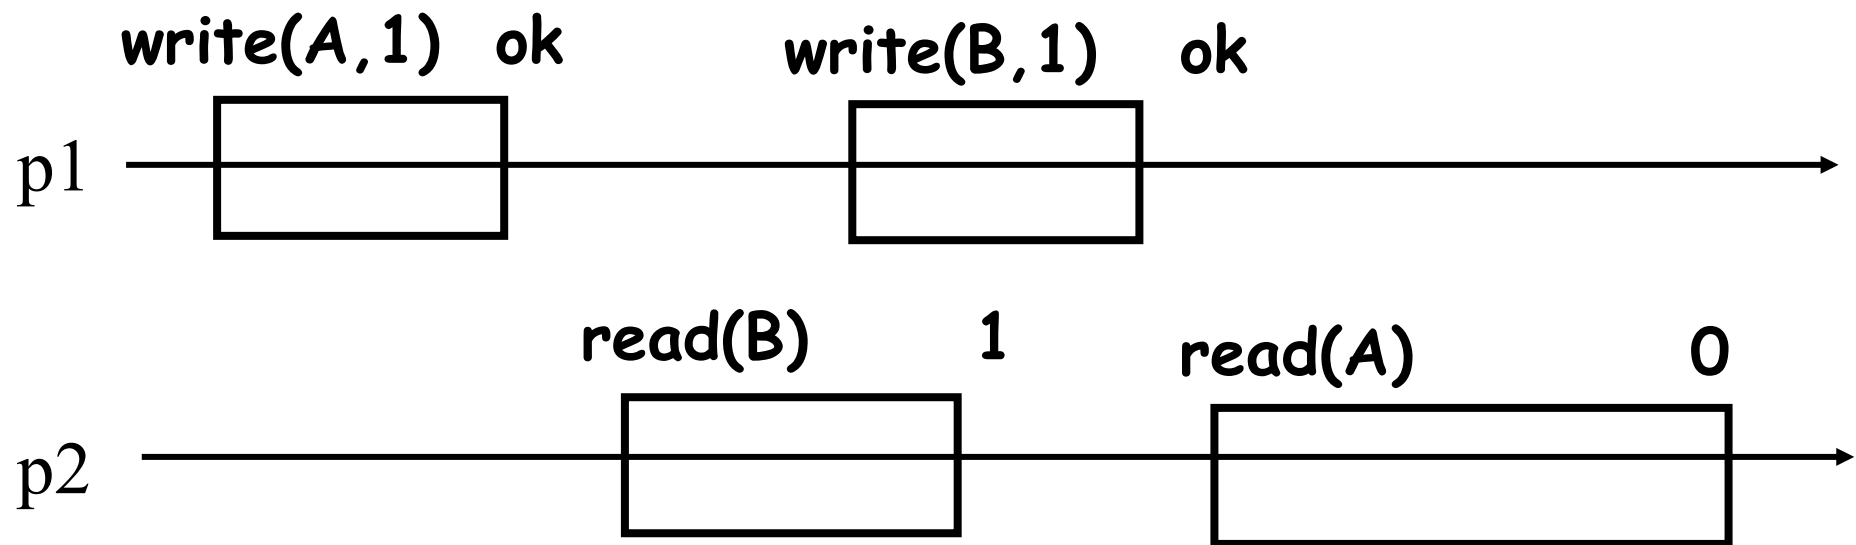 write(A,1) ok write(B,1) ok
p1
read(B) 1 read(A) 0
p2